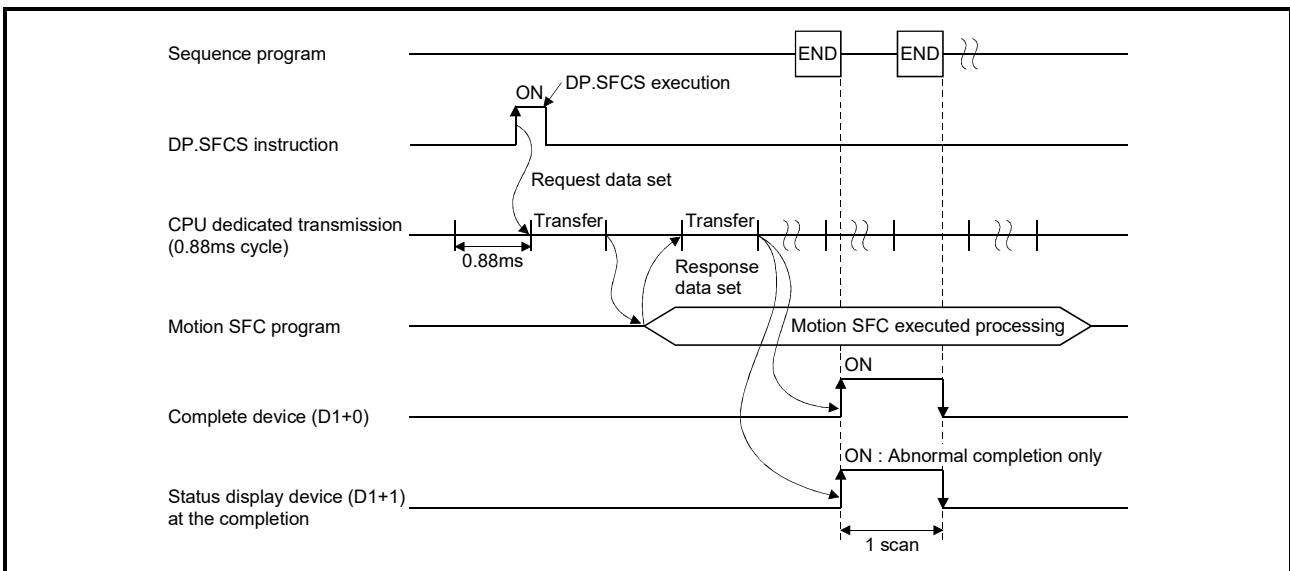 Sequence program
END
END
ON
DP.SFCS execution
DP.SFCS instruction
Request data set
CPU dedicated transmission
(0.88ms cycle)
Transfer
Transfer
0.88ms
Response
data set
Motion SFC program
Motion SFC executed processing
ON
Complete device (D1+0)
ON : Abnormal completion only
Status display device (D1+1)
at the completion
1 scan